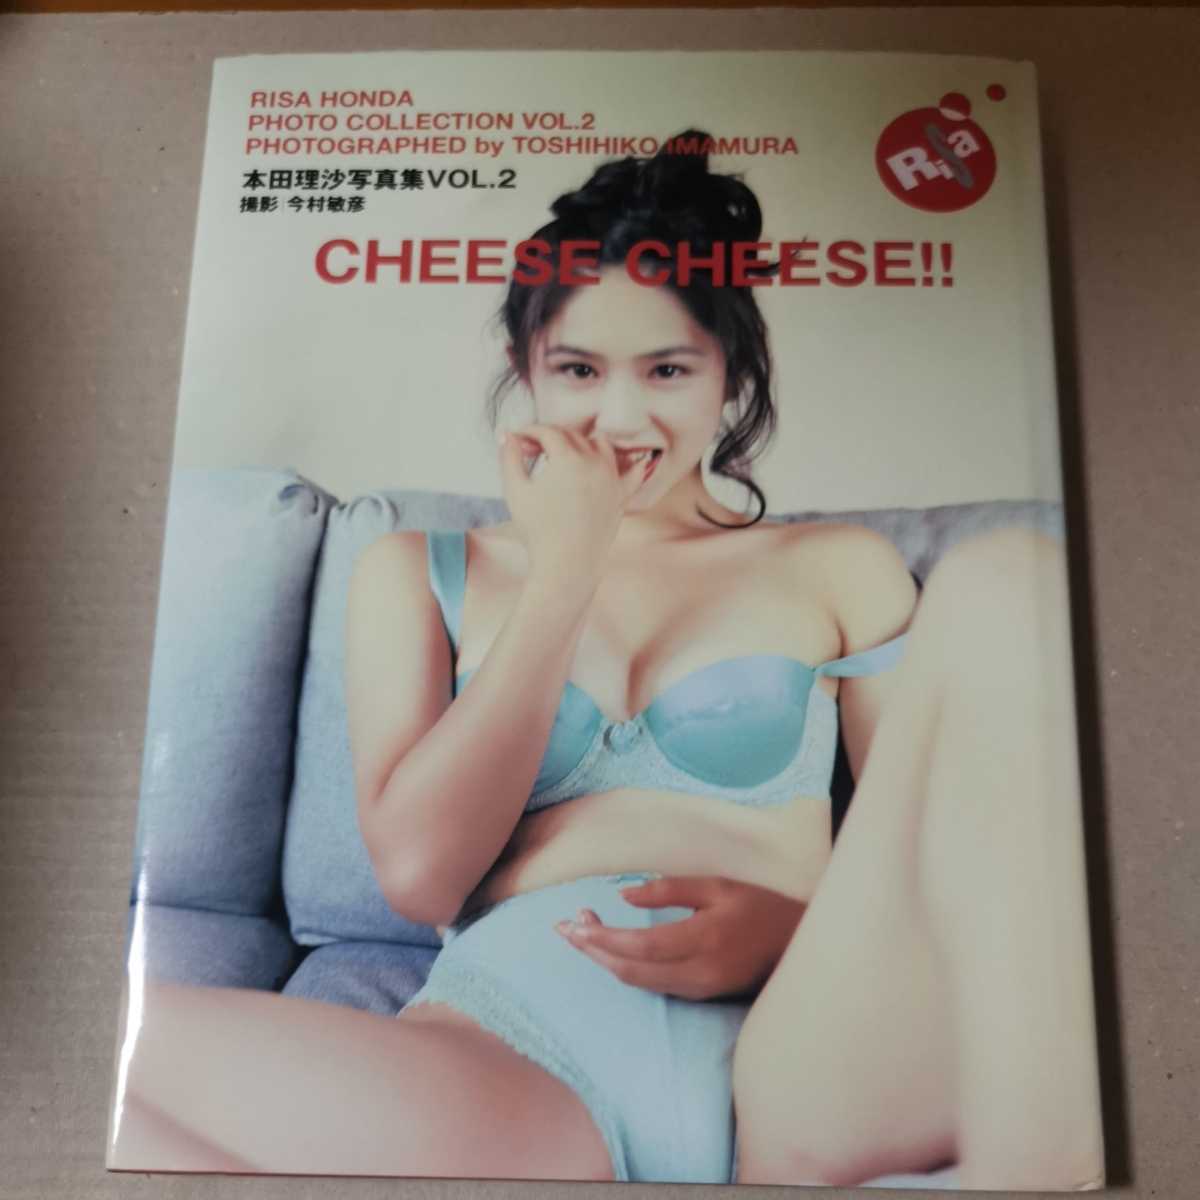 RISA HONDA
PHOTO COLLECTION VOL.2
PHOTOGRAPHED by TOSHIHIKO IMAMURA
Risa
本田理沙写真集VOL.2
撮影|今村敏彦
CHEESE CHEESE!!